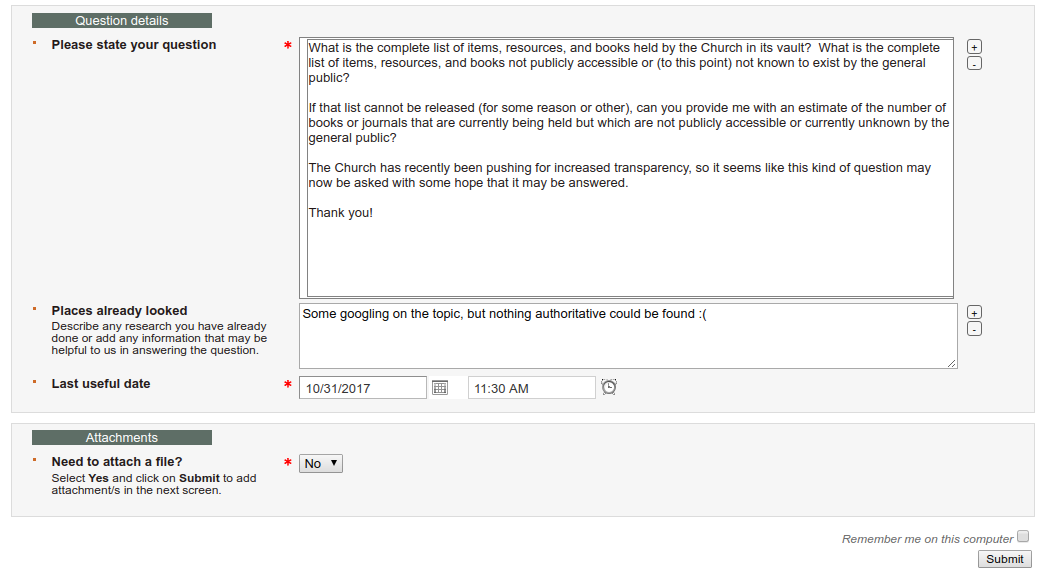 Question details
Please state your question *
What is the complete list of items, resources, and books held by the Church in its vault?  What is the complete
list of items, resources, and books not publicly accessible or (to this point) not known to exist by the general
public?
If that list cannot be released (for some reason or other), can you provide me with an estimate of the number of
books or journals that are currently being held but which are not publicly accessible or currently unknown by the
general public?
The Church has recently been pushing for increased transparency, so it seems like this kind of question may
now be asked with some hope that it may be answered.
Thank you!
+
-
Places already looked
Describe any research you have already
done or add any information that may be
helpful to us in answering the question.
Some googling on the topic, but nothing authoritative could be found :(
+
-
Last useful date * 10/31/2017 11:30 AM
Attachments
Need to attach a file? * No
Select Yes and click on Submit to add
attachment/s in the next screen.
Remember me on this computer
Submit